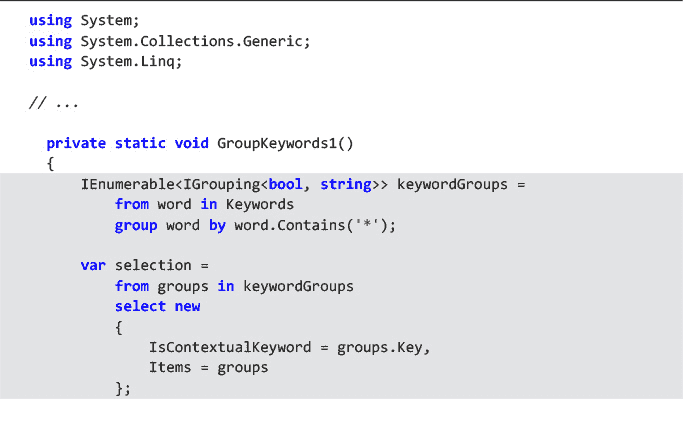 using System;
using System.Collections.Generic;
using System.Linq;
// ...
private static void GroupKeywords1()
{
IEnumerable<IGrouping<bool, string>> keywordGroups =
from word in Keywords
group word by word.Contains('*');
var selection =
from groups in keywordGroups
select new
{
IsContextualKeyword = groups.Key,
Items = groups
};